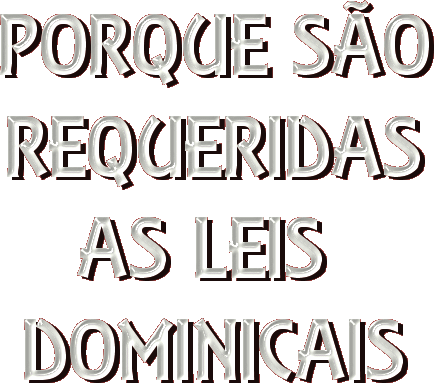 PORQUE SÃO
REQUERIDAS
AS LEIS
DOMINICAIS